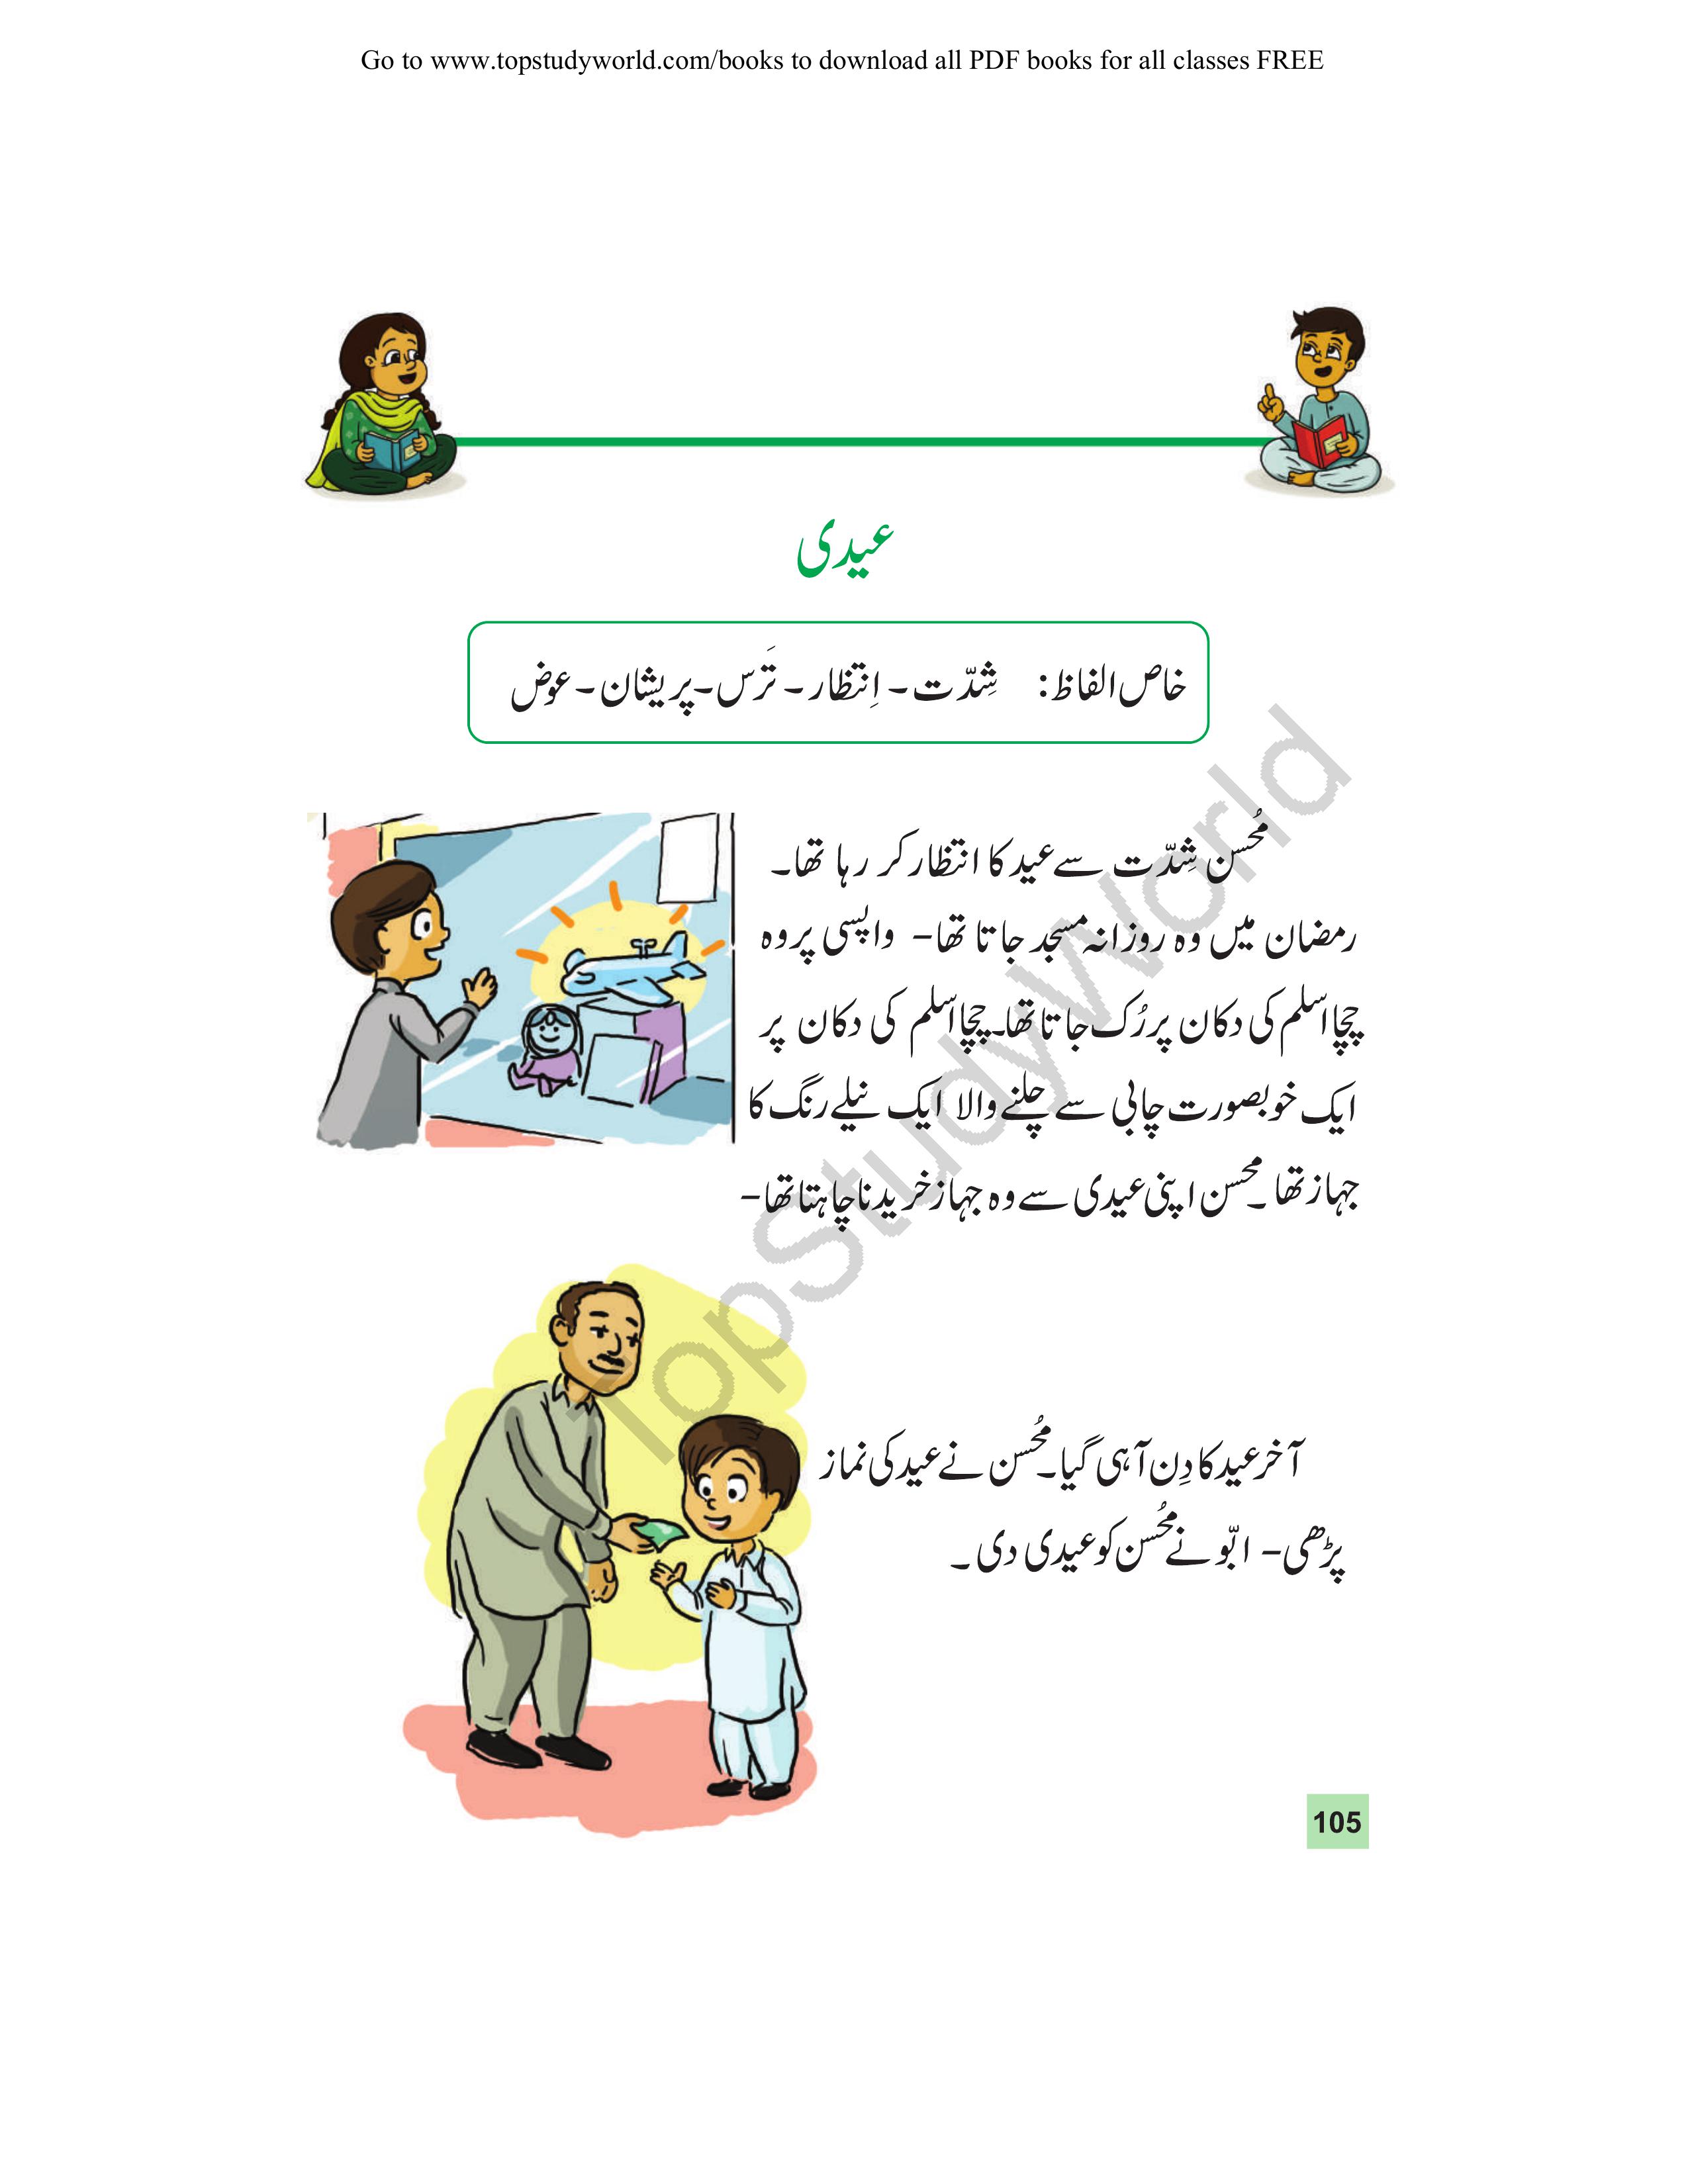 Go to www.topstudyworld.com/books to download all PDF books for all classes FREE
عیدی
خاص الفاظ: شِدّت ۔ اِنتظار ۔ تَرس ۔ پریشان ۔ عوض
مُحسن شِدّت سے عید کا انتظار کر رہا تھا۔
رمضان میں وہ روزانہ مسجد جاتا تھا- واپسی پر وہ
چچا اسلم کی دکان پر رُک جاتا تھا۔ چچا اسلم کی دکان پر
ایک خوبصورت چابی سے چلنے والا ایک نیلے رنگ کا
جہاز تھا ۔ محسن اپنی عیدی سے وہ جہاز خریدنا چاہتا تھا-
آخر عید کا دِن آ ہی گیا۔ مُحسن نے عید کی نماز
پڑھی- ابّو نے مُحسن کو عیدی دی ۔
TopStudyWorld
105